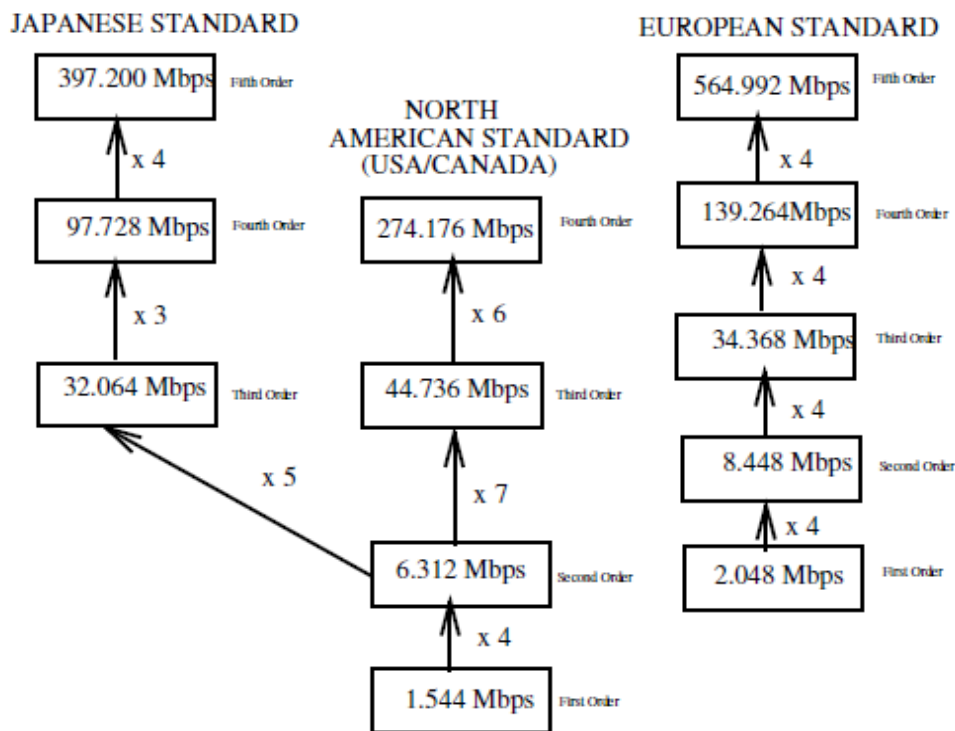 JAPANESE STANDARD
397.200 Mbps Fifth Order
x 4
97.728 Mbps Fourth Order
x 3
32.064 Mbps Third Order
x 5
NORTH
AMERICAN STANDARD
(USA/CANADA)
274.176 Mbps Fourth Order
x 6
44.736 Mbps Third Order
x 7
6.312 Mbps Second Order
x 4
1.544 Mbps First Order
EUROPEAN STANDARD
564.992 Mbps Fifth Order
x 4
139.264Mbps Fourth Order
x 4
34.368 Mbps Third Order
x 4
8.448 Mbps Second Order
x 4
2.048 Mbps First Order